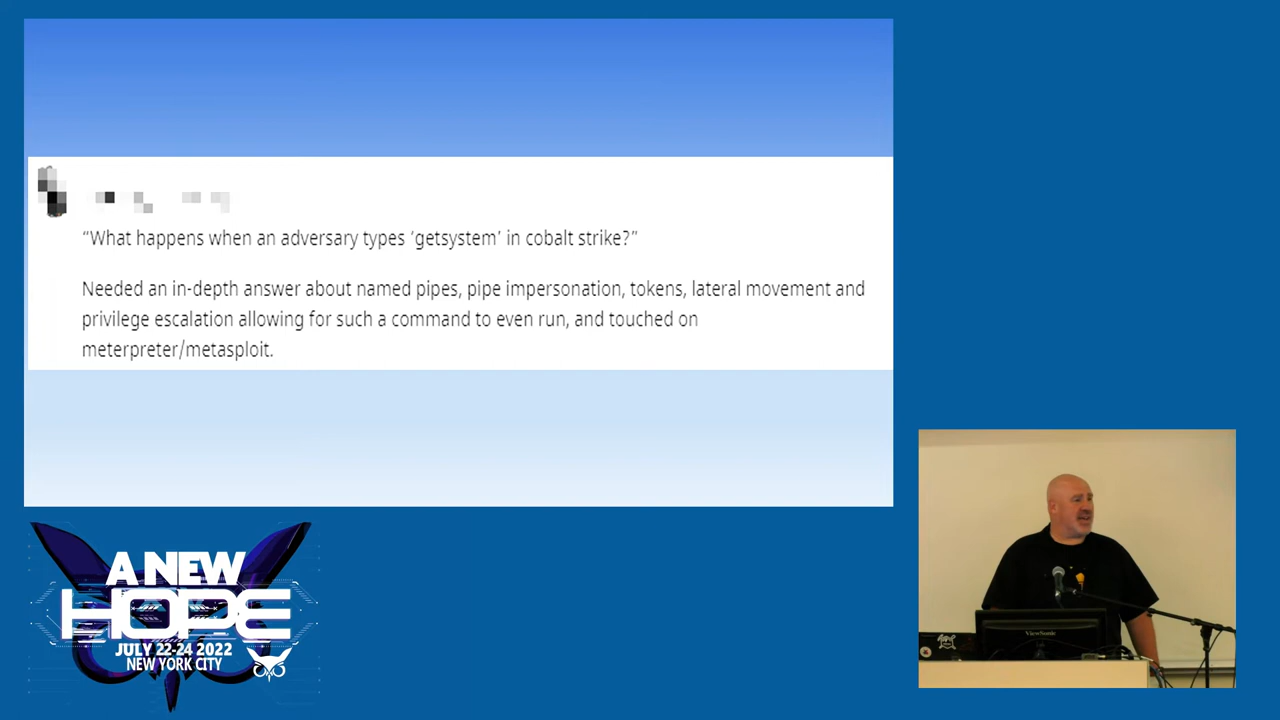 “What happens when an adversary types ‘getsystem’ in cobalt strike?”
Needed an in-depth answer about named pipes, pipe impersonation, tokens, lateral movement and
privilege escalation allowing for such a command to even run, and touched on
meterpreter/metasploit.
A NEW
HOPE
JULY 22-24 2022
NEW YORK CITY
ViewSonic